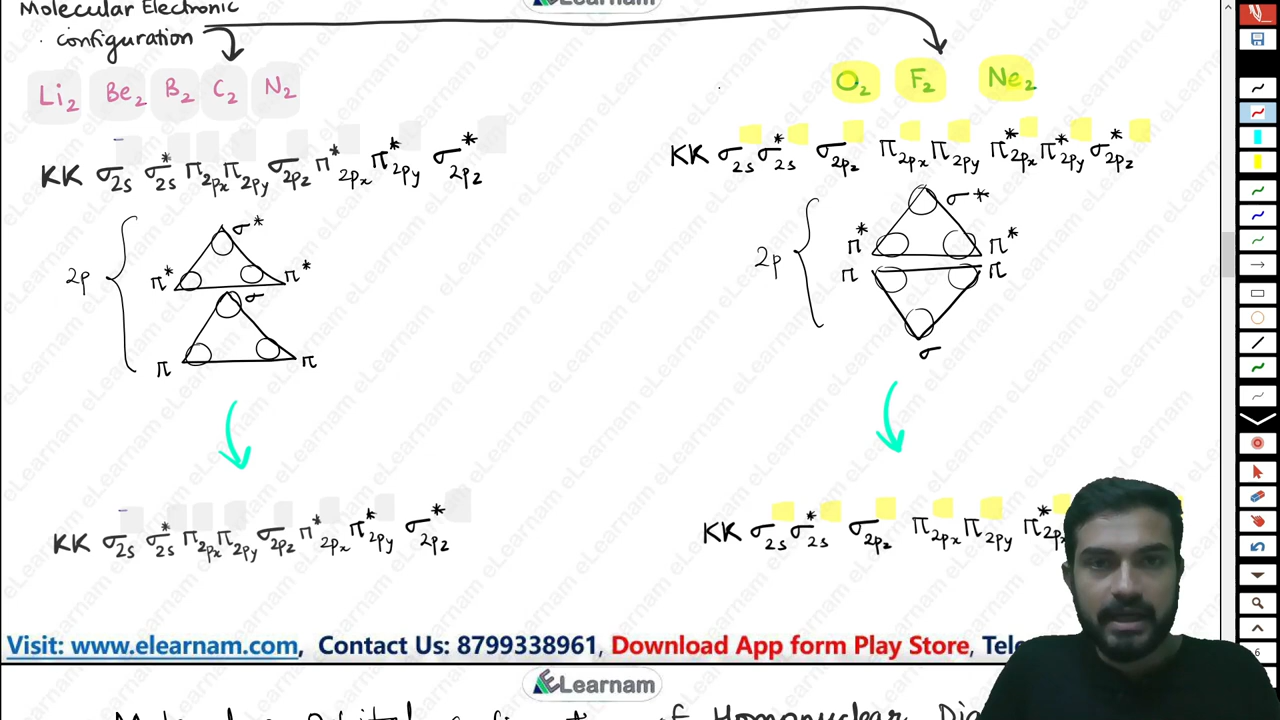 Molecular Electronic
configuration
ELearnam
Li₂ Be₂ B₂ C₂ N₂
O₂ F₂ Ne₂
KK σ2s σ*2s π2px π2py σ2pz π*2px π*2py σ*2pz
KK σ2s σ*2s σ2pz π2px π2py π*2px π*2py σ*2pz
2p
σ*
π* π*
σ
π π
2p
σ*
π* π*
π π
σ
KK σ2s σ*2s π2px π2py σ2pz π*2px π*2py σ*2pz
KK σ2s σ*2s σ2pz π2px π2py π*2p
Visit: www.elearnam.com, Contact Us: 8799338961, Download App form Play Store, Tele
6
ELearnam